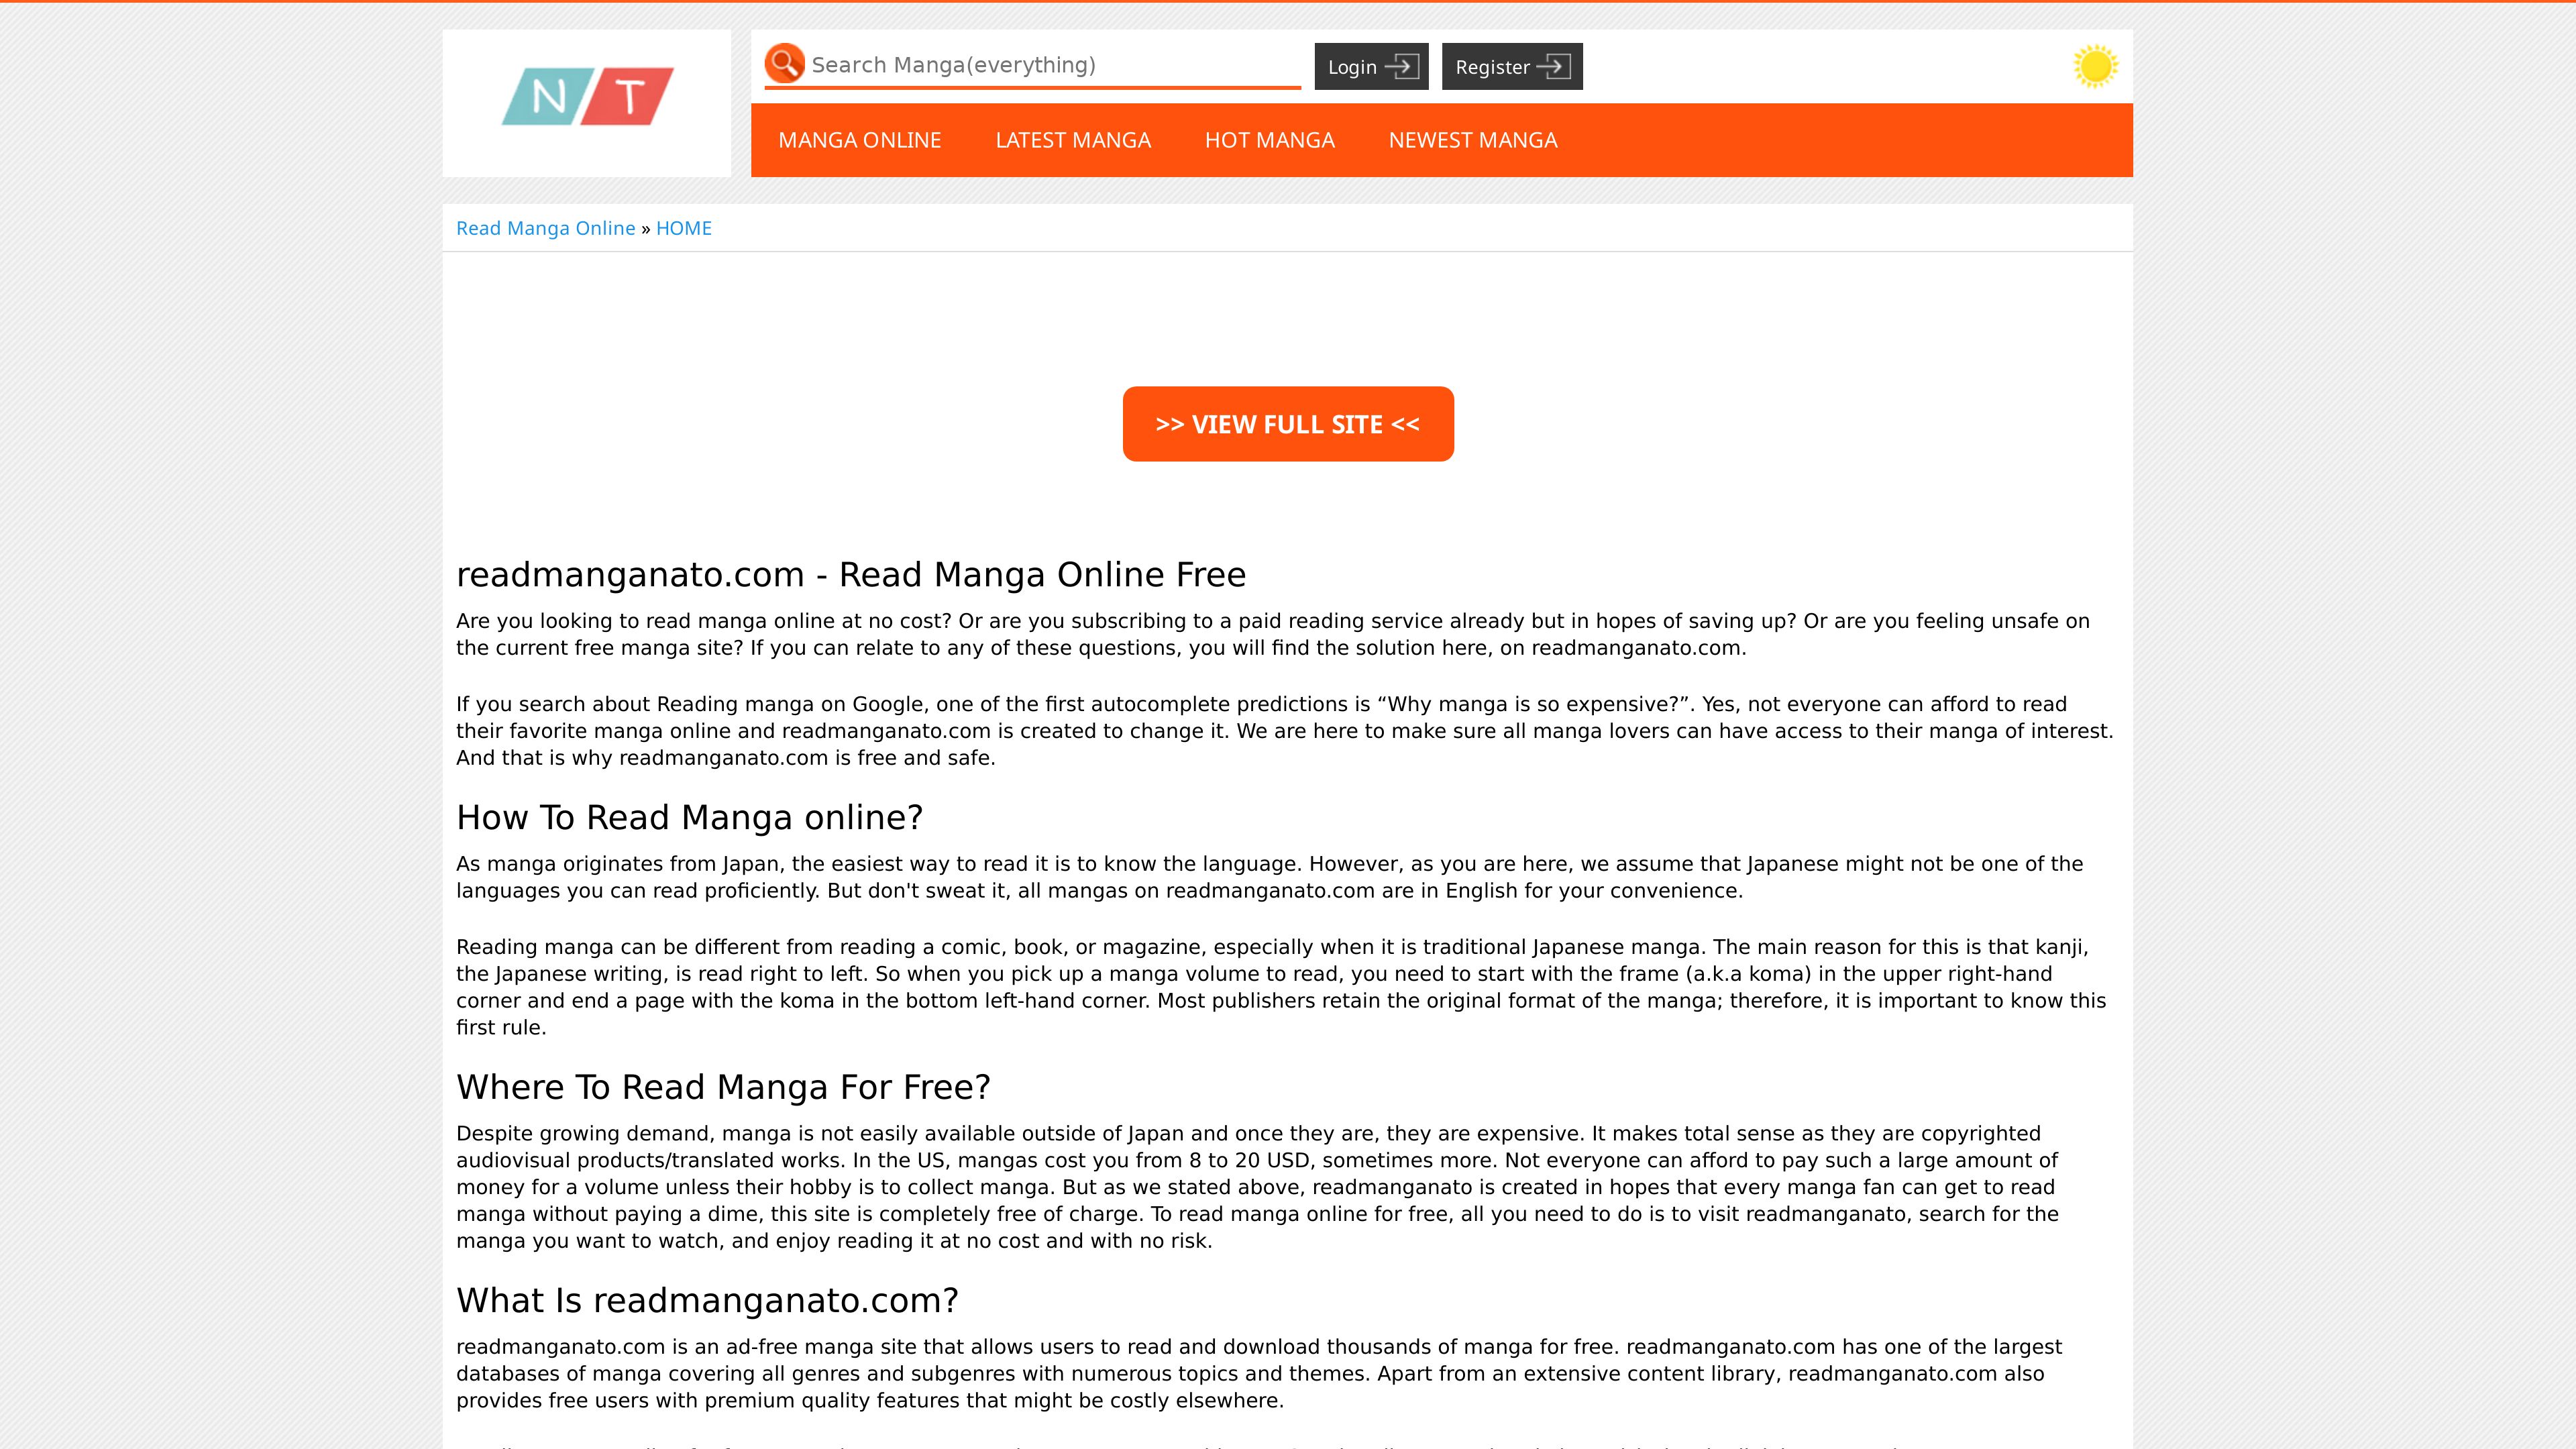 N T
Search Manga(everything)
Login
Register
MANGA ONLINE
LATEST MANGA
HOT MANGA
NEWEST MANGA
Read Manga Online » HOME
>> VIEW FULL SITE <<
readmanganato.com - Read Manga Online Free
Are you looking to read manga online at no cost? Or are you subscribing to a paid reading service already but in hopes of saving up? Or are you feeling unsafe on
the current free manga site? If you can relate to any of these questions, you will find the solution here, on readmanganato.com.
If you search about Reading manga on Google, one of the first autocomplete predictions is “Why manga is so expensive?”. Yes, not everyone can afford to read
their favorite manga online and readmanganato.com is created to change it. We are here to make sure all manga lovers can have access to their manga of interest.
And that is why readmanganato.com is free and safe.
How To Read Manga online?
As manga originates from Japan, the easiest way to read it is to know the language. However, as you are here, we assume that Japanese might not be one of the
languages you can read proficiently. But don't sweat it, all mangas on readmanganato.com are in English for your convenience.
Reading manga can be different from reading a comic, book, or magazine, especially when it is traditional Japanese manga. The main reason for this is that kanji,
the Japanese writing, is read right to left. So when you pick up a manga volume to read, you need to start with the frame (a.k.a koma) in the upper right-hand
corner and end a page with the koma in the bottom left-hand corner. Most publishers retain the original format of the manga; therefore, it is important to know this
first rule.
Where To Read Manga For Free?
Despite growing demand, manga is not easily available outside of Japan and once they are, they are expensive. It makes total sense as they are copyrighted
audiovisual products/translated works. In the US, mangas cost you from 8 to 20 USD, sometimes more. Not everyone can afford to pay such a large amount of
money for a volume unless their hobby is to collect manga. But as we stated above, readmanganato is created in hopes that every manga fan can get to read
manga without paying a dime, this site is completely free of charge. To read manga online for free, all you need to do is to visit readmanganato, search for the
manga you want to watch, and enjoy reading it at no cost and with no risk.
What Is readmanganato.com?
readmanganato.com is an ad-free manga site that allows users to read and download thousands of manga for free. readmanganato.com has one of the largest
databases of manga covering all genres and subgenres with numerous topics and themes. Apart from an extensive content library, readmanganato.com also
provides free users with premium quality features that might be costly elsewhere.